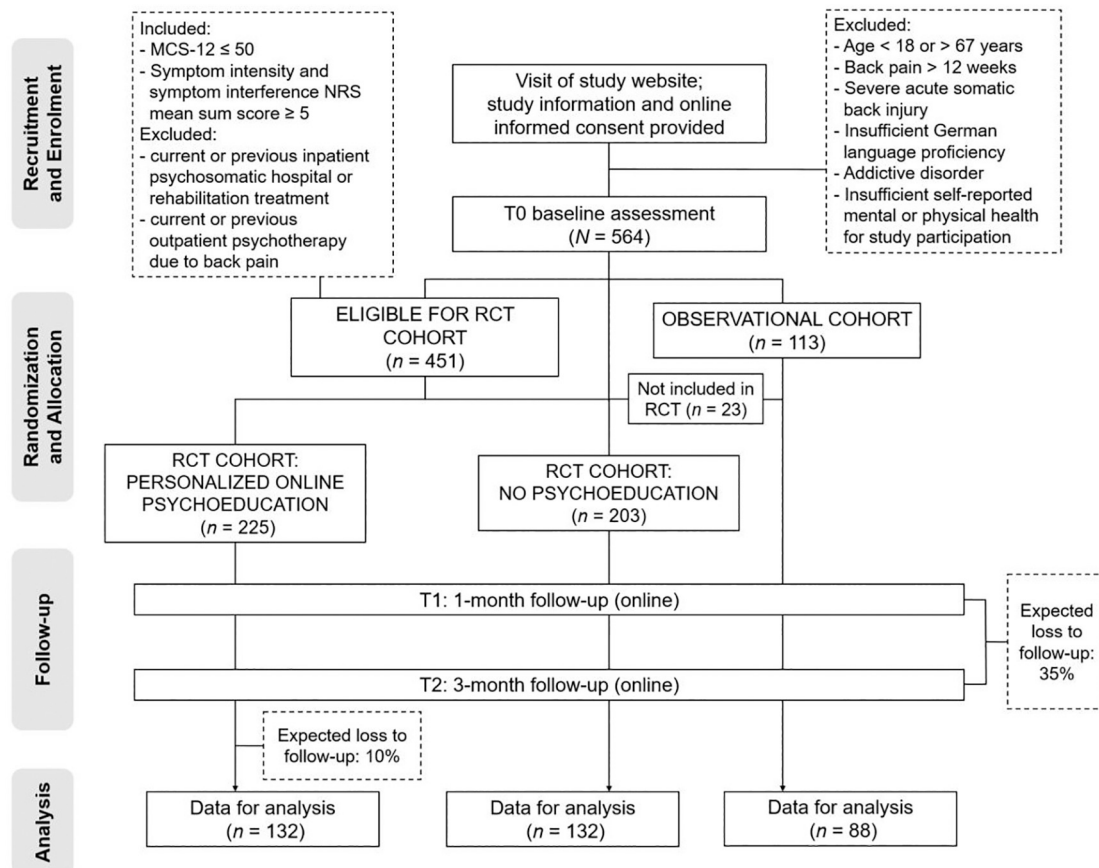 Recruitment
and Enrolment
Included:
- MCS-12 ≤ 50
- Symptom intensity and
symptom interference NRS
mean sum score ≥ 5
Excluded:
- current or previous inpatient
psychosomatic hospital or
rehabilitation treatment
- current or previous
outpatient psychotherapy
due to back pain
Visit of study website;
study information and online
informed consent provided
Excluded:
- Age < 18 or > 67 years
- Back pain > 12 weeks
- Severe acute somatic
back injury
- Insufficient German
language proficiency
- Addictive disorder
- Insufficient self-reported
mental or physical health
for study participation
T0 baseline assessment
(N = 564)
Randomization
and Allocation
ELIGIBLE FOR RCT
COHORT
(n = 451)
OBSERVATIONAL COHORT
(n = 113)
Not included in
RCT (n = 23)
RCT COHORT:
PERSONALIZED ONLINE
PSYCHOEDUCATION
(n = 225)
RCT COHORT:
NO PSYCHOEDUCATION
(n = 203)
Follow-up
T1: 1-month follow-up (online)
Expected
loss to
follow-up:
35%
T2: 3-month follow-up (online)
Expected loss to
follow-up: 10%
Analysis
Data for analysis
(n = 132)
Data for analysis
(n = 132)
Data for analysis
(n = 88)